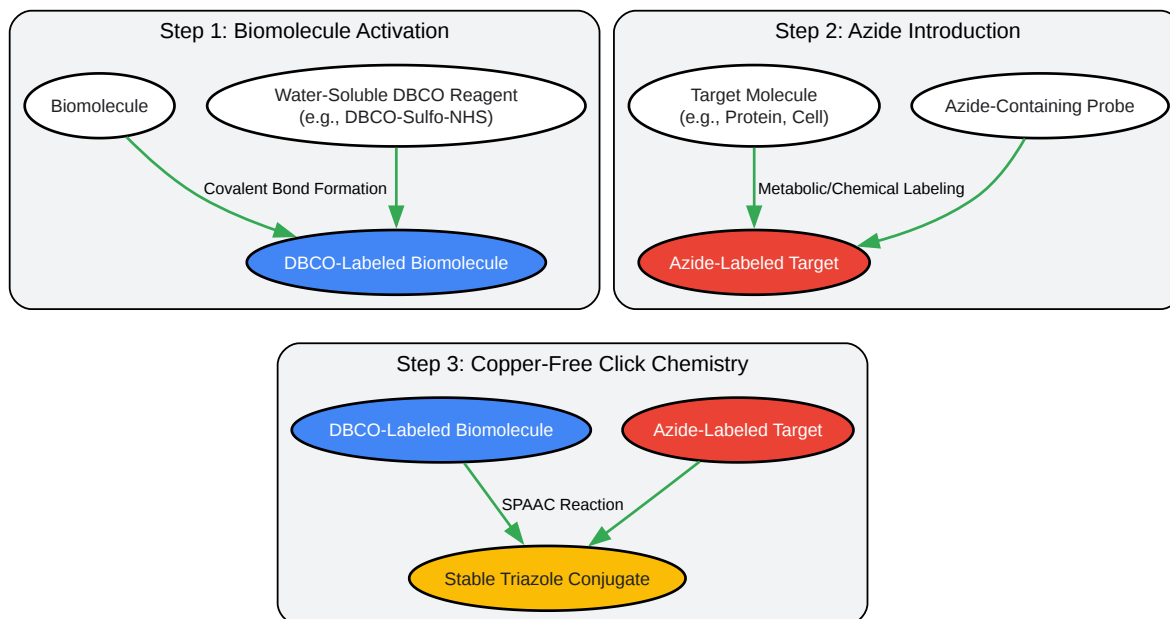 Step 1: Biomolecule Activation
Biomolecule
Water-Soluble DBCO Reagent
(e.g., DBCO-Sulfo-NHS)
Covalent Bond Formation
DBCO-Labeled Biomolecule
Step 2: Azide Introduction
Target Molecule
(e.g., Protein, Cell)
Azide-Containing Probe
Metabolic/Chemical Labeling
Azide-Labeled Target
Step 3: Copper-Free Click Chemistry
DBCO-Labeled Biomolecule
Azide-Labeled Target
SPAAC Reaction
Stable Triazole Conjugate